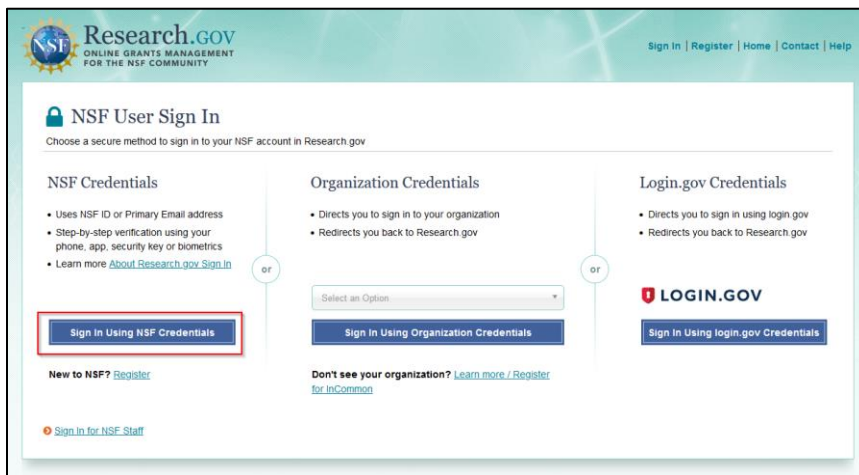 NSF
Research.gov
ONLINE GRANTS MANAGEMENT
FOR THE NSF COMMUNITY
Sign In | Register | Home | Contact | Help
NSF User Sign In
Choose a secure method to sign in to your NSF account in Research.gov
NSF Credentials
• Uses NSF ID or Primary Email address
• Step-by-step verification using your
phone, app, security key or biometrics
• Learn more About Research.gov Sign In
Sign In Using NSF Credentials
New to NSF? Register
Sign In for NSF Staff
or
Organization Credentials
• Directs you to sign in to your organization
• Redirects you back to Research.gov
Select an Option
Sign In Using Organization Credentials
Don't see your organization? Learn more / Register
for InCommon
or
Login.gov Credentials
• Directs you to sign in using login.gov
• Redirects you back to Research.gov
LOGIN.GOV
Sign In Using login.gov Credentials